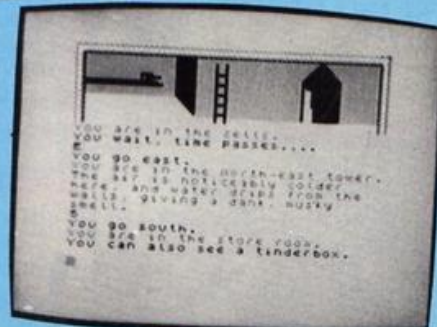 You are in the cells.
You wait, time passes....
E
You go east.
You are in the north-east tower.
The air is noticeably colder
here, and water drips from the
walls, giving a dank, musky
smell.
S
You go south.
You are in the store room.
You can also see a tinderbox.